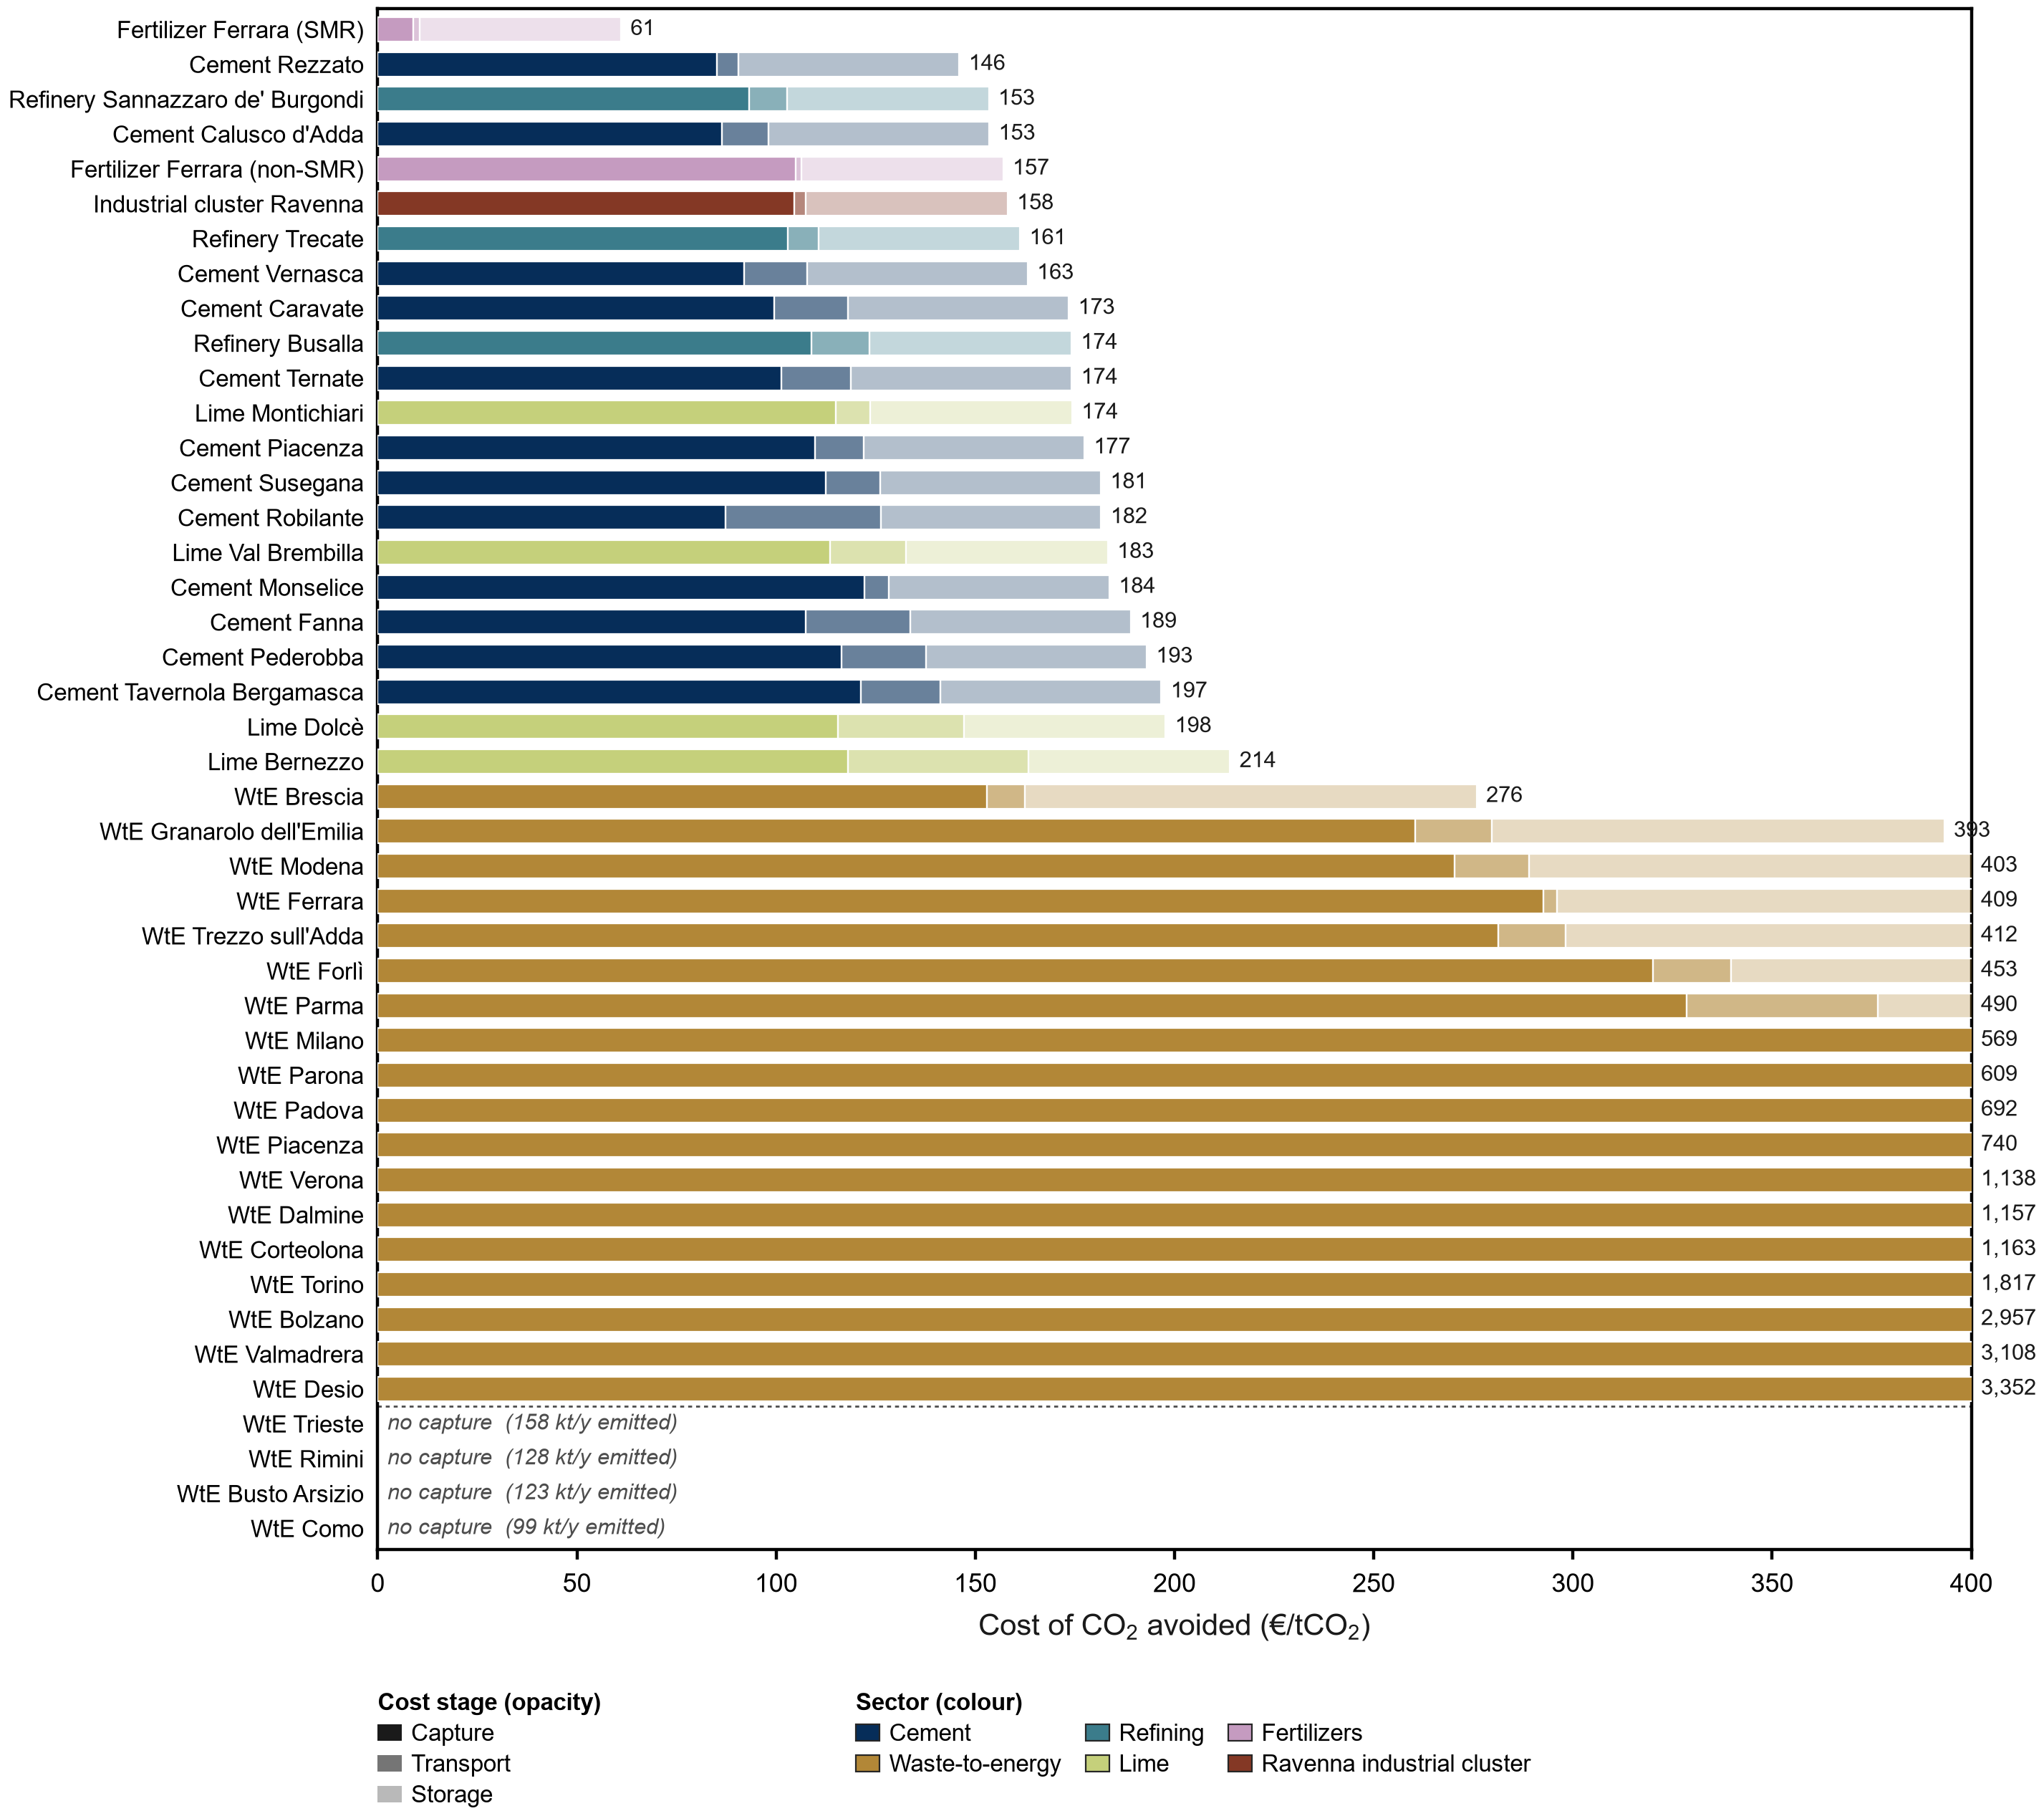 Fertilizer Ferrara (SMR) 61
Cement Rezzato 146
Refinery Sannazzaro de' Burgondi 153
Cement Calusco d'Adda 153
Fertilizer Ferrara (non-SMR) 157
Industrial cluster Ravenna 158
Refinery Trecate 161
Cement Vernasca 163
Cement Caravate 173
Refinery Busalla 174
Cement Ternate 174
Lime Montichiari 174
Cement Piacenza 177
Cement Susegana 181
Cement Robilante 182
Lime Val Brembilla 183
Cement Monselice 184
Cement Fanna 189
Cement Pederobba 193
Cement Tavernola Bergamasca 197
Lime Dolcè 198
Lime Bernezzo 214
WtE Brescia 276
WtE Granarolo dell'Emilia 393
WtE Modena 403
WtE Ferrara 409
WtE Trezzo sull'Adda 412
WtE Forlì 453
WtE Parma 490
WtE Milano 569
WtE Parona 609
WtE Padova 692
WtE Piacenza 740
WtE Verona 1,138
WtE Dalmine 1,157
WtE Corteolona 1,163
WtE Torino 1,817
WtE Bolzano 2,957
WtE Valmadrera 3,108
WtE Desio 3,352
WtE Trieste no capture (158 kt/y emitted)
WtE Rimini no capture (128 kt/y emitted)
WtE Busto Arsizio no capture (123 kt/y emitted)
WtE Como no capture (99 kt/y emitted)
0 50 100 150 200 250 300 350 400
Cost of CO₂ avoided (€/tCO₂)
Cost stage (opacity)
Capture
Transport
Storage
Sector (colour)
Cement Refining Fertilizers
Waste-to-energy Lime Ravenna industrial cluster